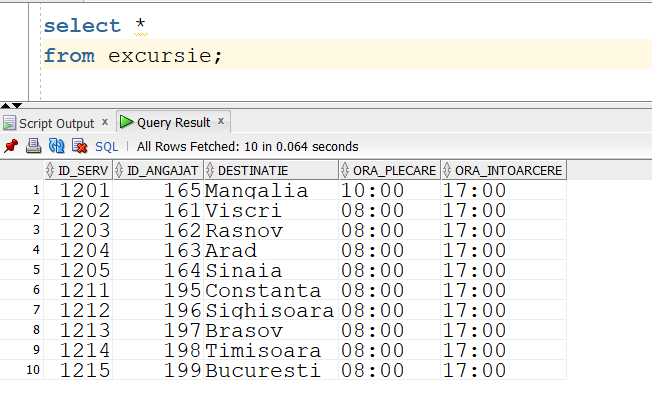 select *
from excursie;
Script Output x Query Result x
SQL | All Rows Fetched: 10 in 0.064 seconds
ID_SERV ID_ANGAJAT DESTINATIE ORA_PLECARE ORA_INTOARCERE
1 1201 165 Mangalia 10:00 17:00
2 1202 161 Viscri 08:00 17:00
3 1203 162 Rasnov 08:00 17:00
4 1204 163 Arad 08:00 17:00
5 1205 164 Sinaia 08:00 17:00
6 1211 195 Constanta 08:00 17:00
7 1212 196 Sighisoara 08:00 17:00
8 1213 197 Brasov 08:00 17:00
9 1214 198 Timisoara 08:00 17:00
10 1215 199 Bucuresti 08:00 17:00